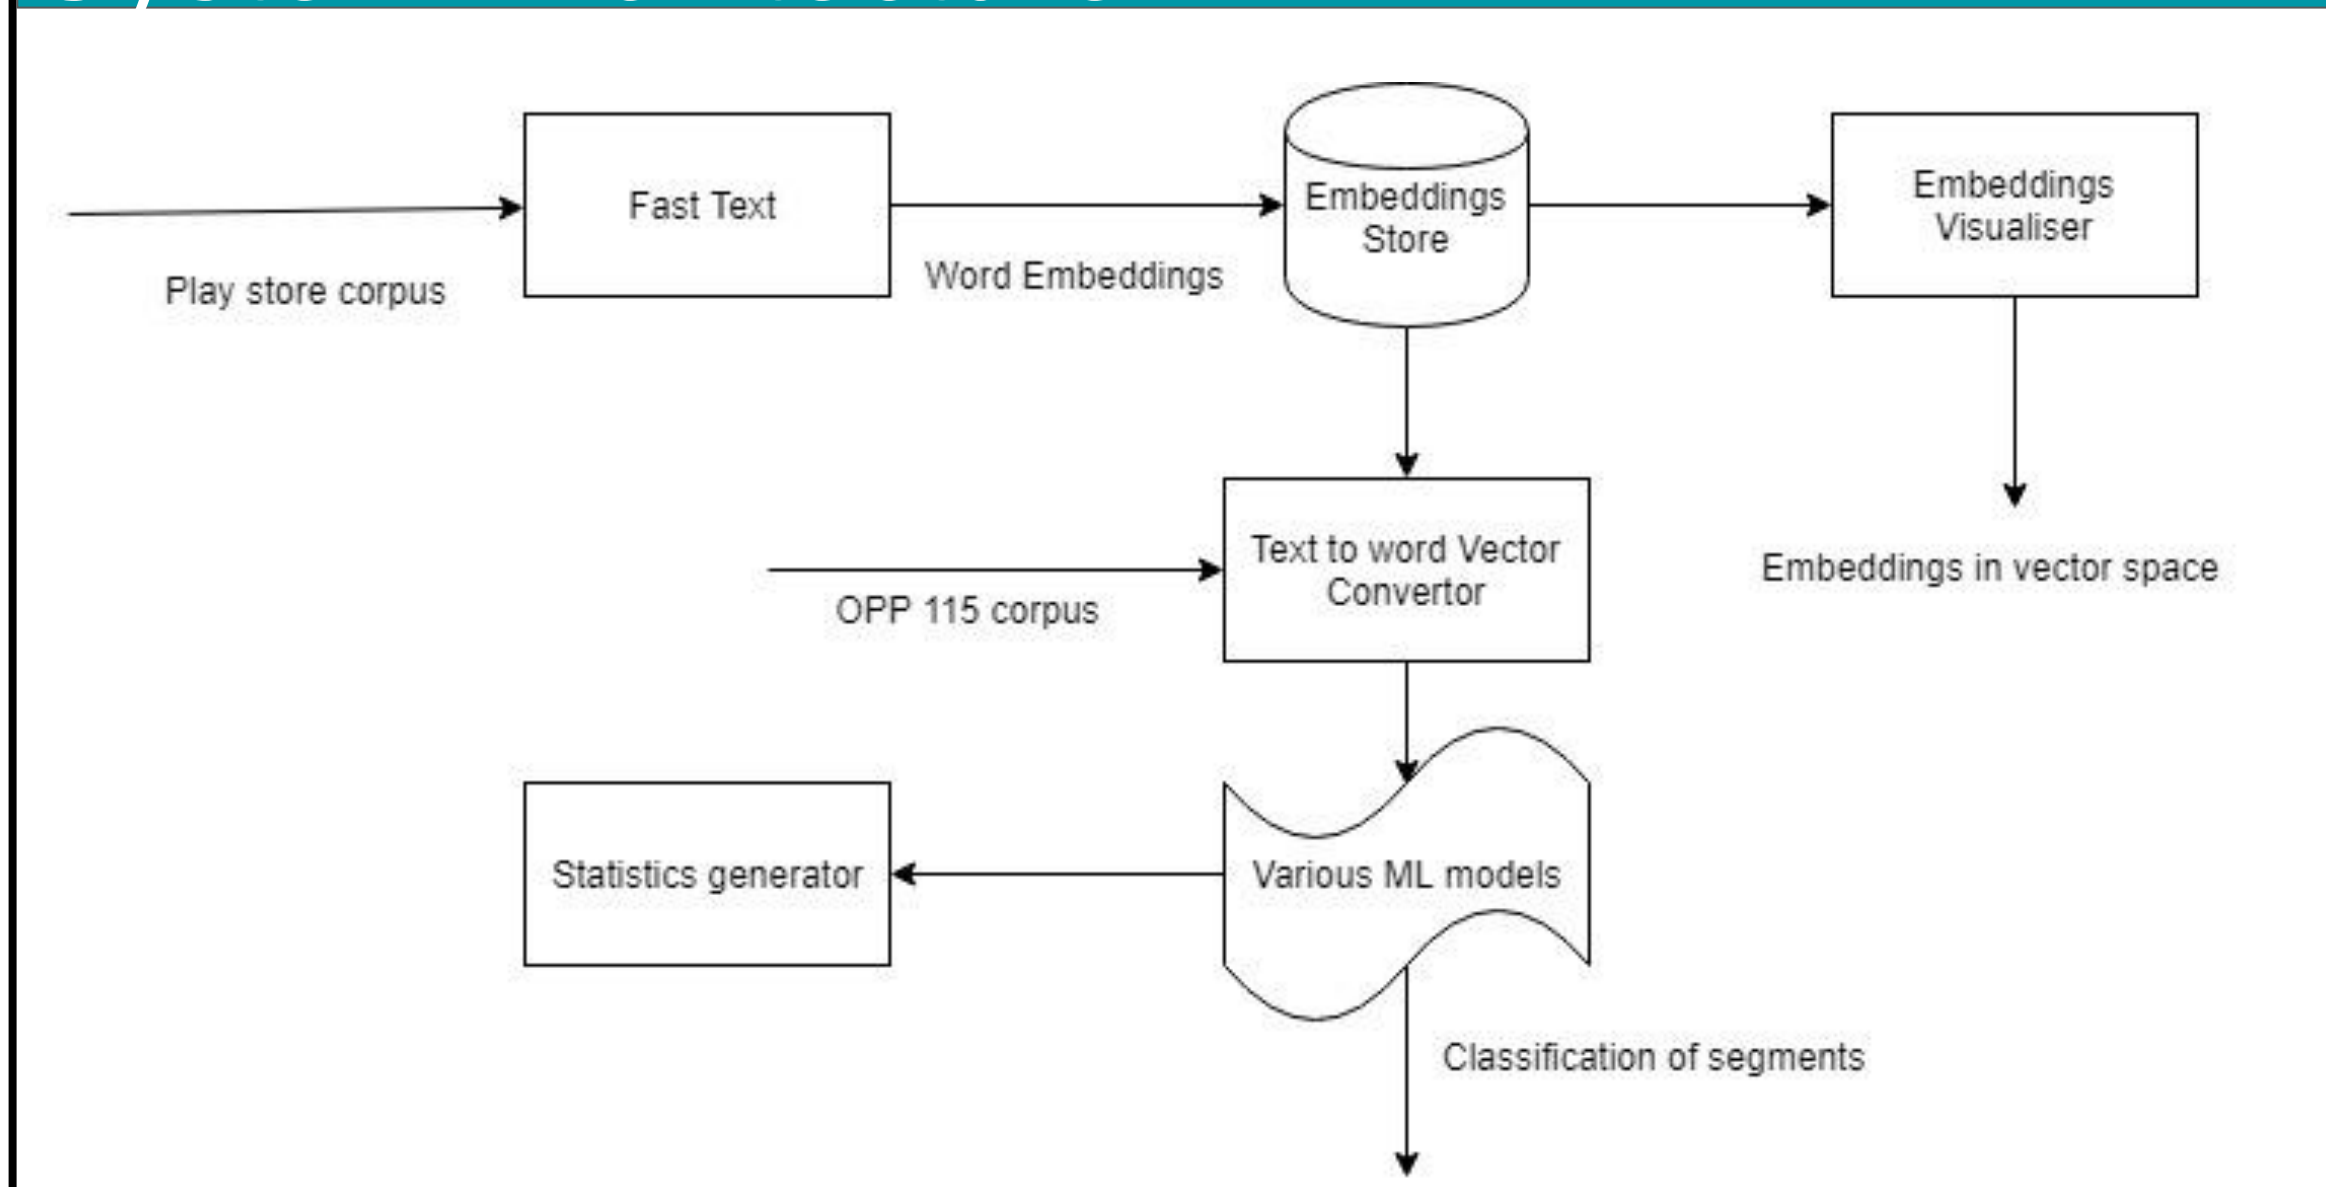 Fast Text
Embeddings
Store
Embeddings
Visualiser
Play store corpus
Word Embeddings
Text to word Vector
Convertor
OPP 115 corpus
Embeddings in vector space
Statistics generator
Various ML models
Classification of segments